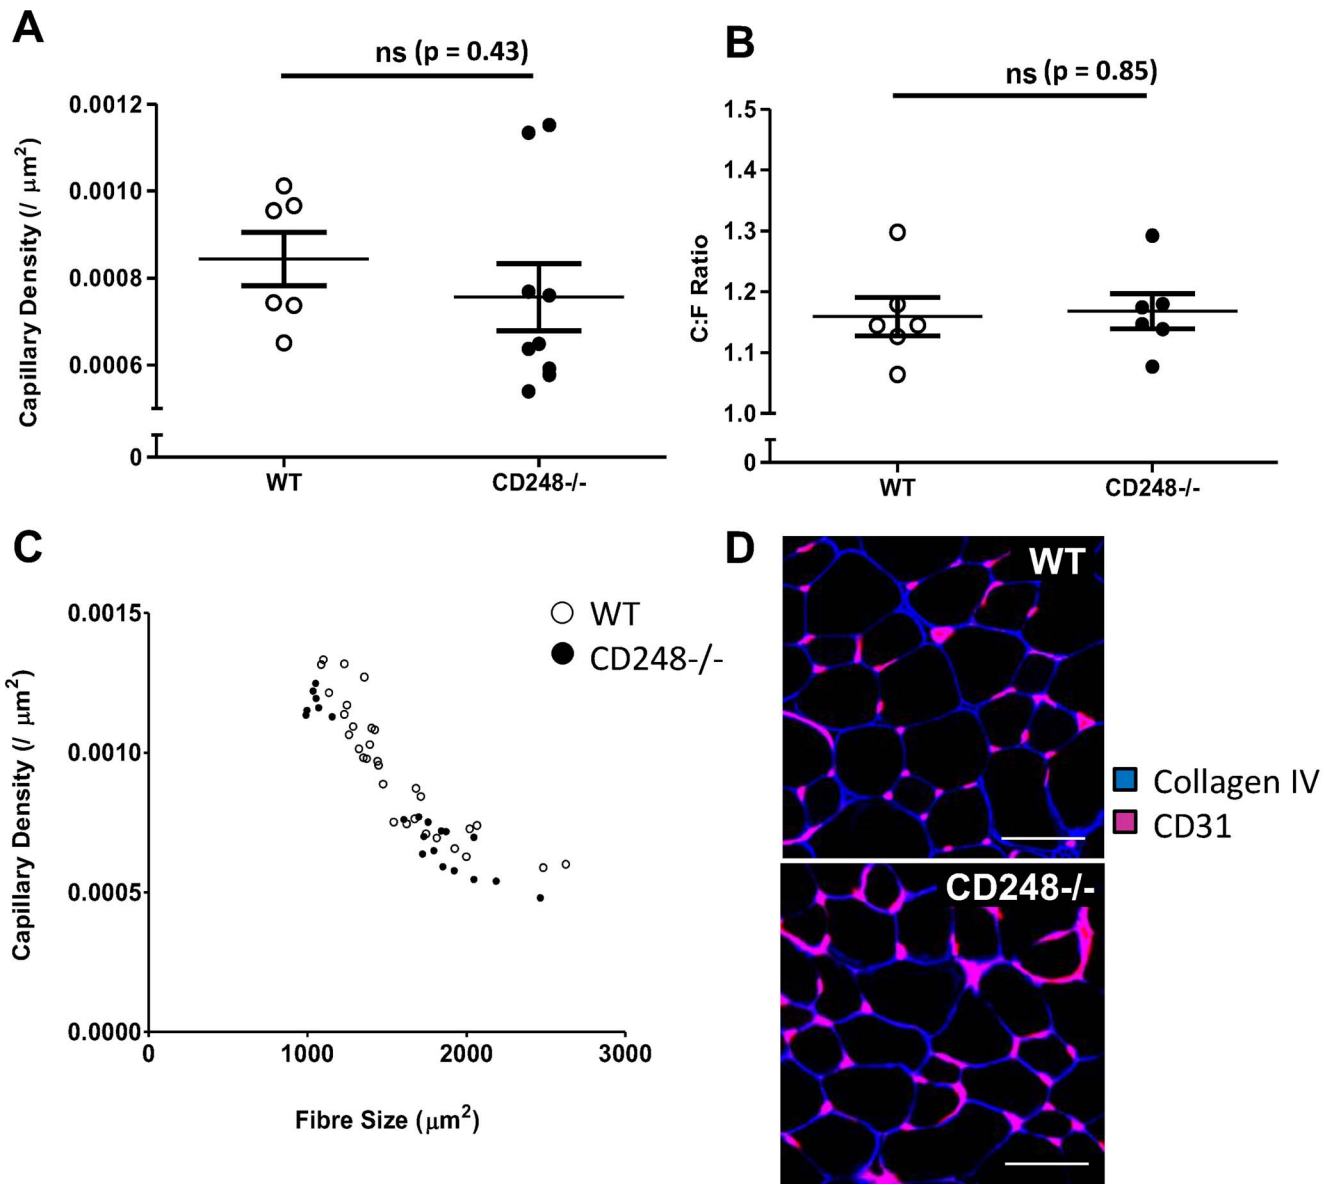 A
ns (p = 0.43)
Capillary Density (/ μm²)
0.0012
0.0010
0.0008
0.0006
0
WT
CD248-/-
B
ns (p = 0.85)
C:F Ratio
1.5
1.4
1.3
1.2
1.1
1.0
0
WT
CD248-/-
C
Capillary Density (/ μm²)
0.0015
0.0010
0.0005
0.0000
0
1000
2000
3000
Fibre Size (μm²)
WT
CD248-/-
D
WT
CD248-/-
Collagen IV
CD31